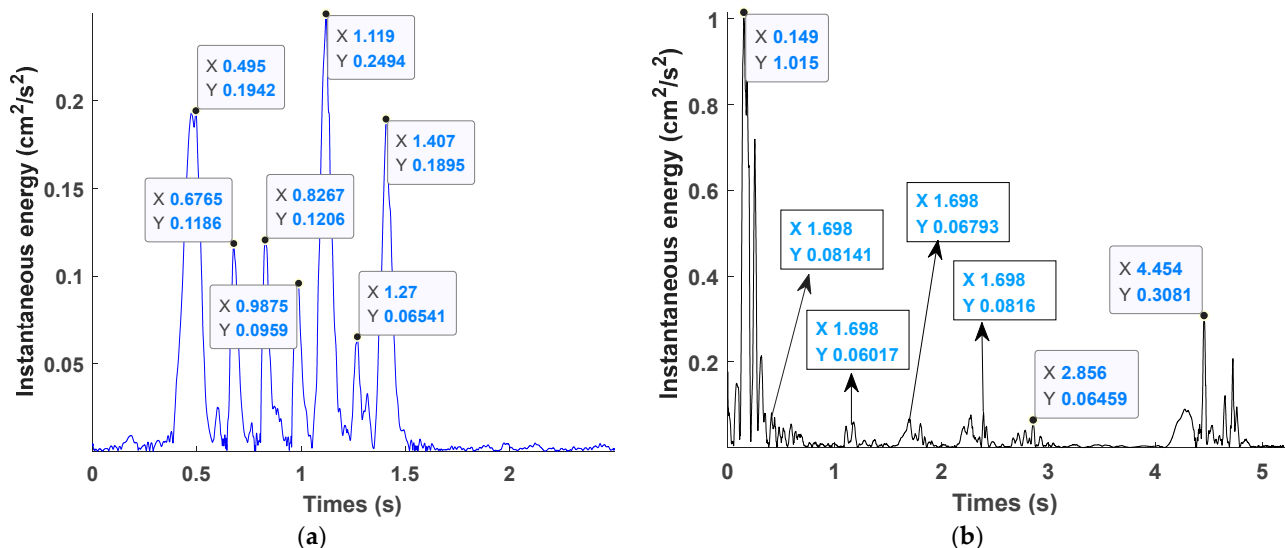 Instantaneous energy (cm²/s²)
0.2
0.15
0.1
0.05
X 0.495
Y 0.1942
X 1.119
Y 0.2494
X 1.407
Y 0.1895
X 0.6765
Y 0.1186
X 0.8267
Y 0.1206
X 0.9875
Y 0.0959
X 1.27
Y 0.06541
0 0.5 1 1.5 2
Times (s)
(a)
Instantaneous energy (cm²/s²)
1
0.8
0.6
0.4
0.2
X 0.149
Y 1.015
X 1.698
Y 0.08141
X 1.698
Y 0.06793
X 1.698
Y 0.06017
X 1.698
Y 0.0816
X 4.454
Y 0.3081
X 2.856
Y 0.06459
0 1 2 3 4 5
Times (s)
(b)